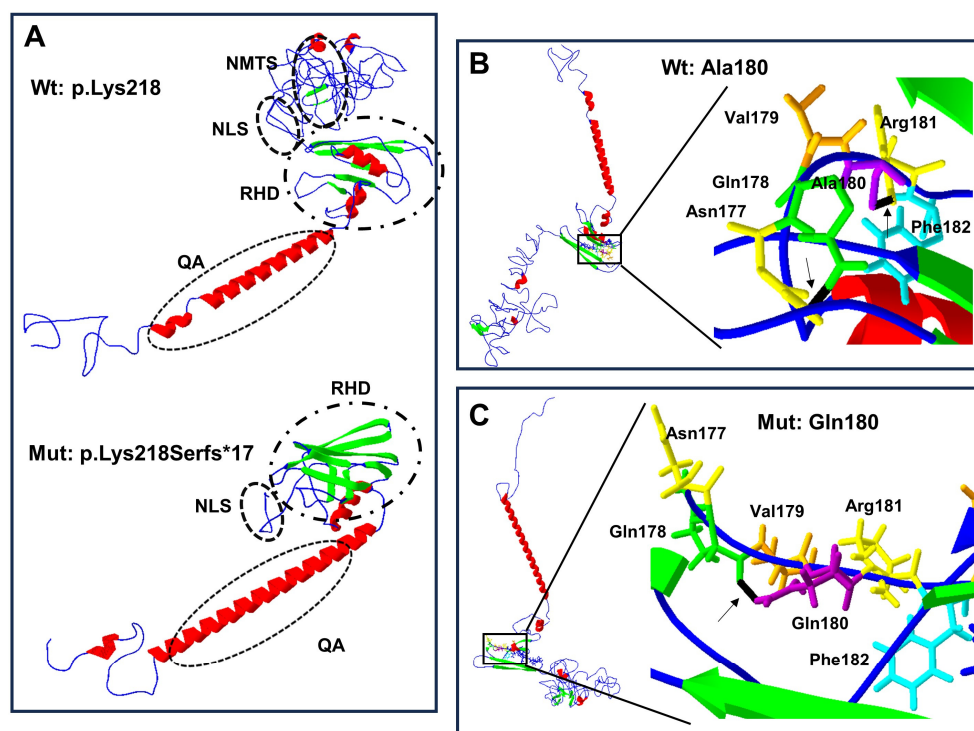 A
Wt: p.Lys218
NMTS
NLS
RHD
QA
RHD
Mut: p.Lys218Serfs*17
NLS
QA
B
Wt: Ala180
Val179
Arg181
Gln178
Ala180
Asn177
Phe182
C
Mut: Gln180
Asn177
Gln178
Val179
Arg181
Gln180
Phe182